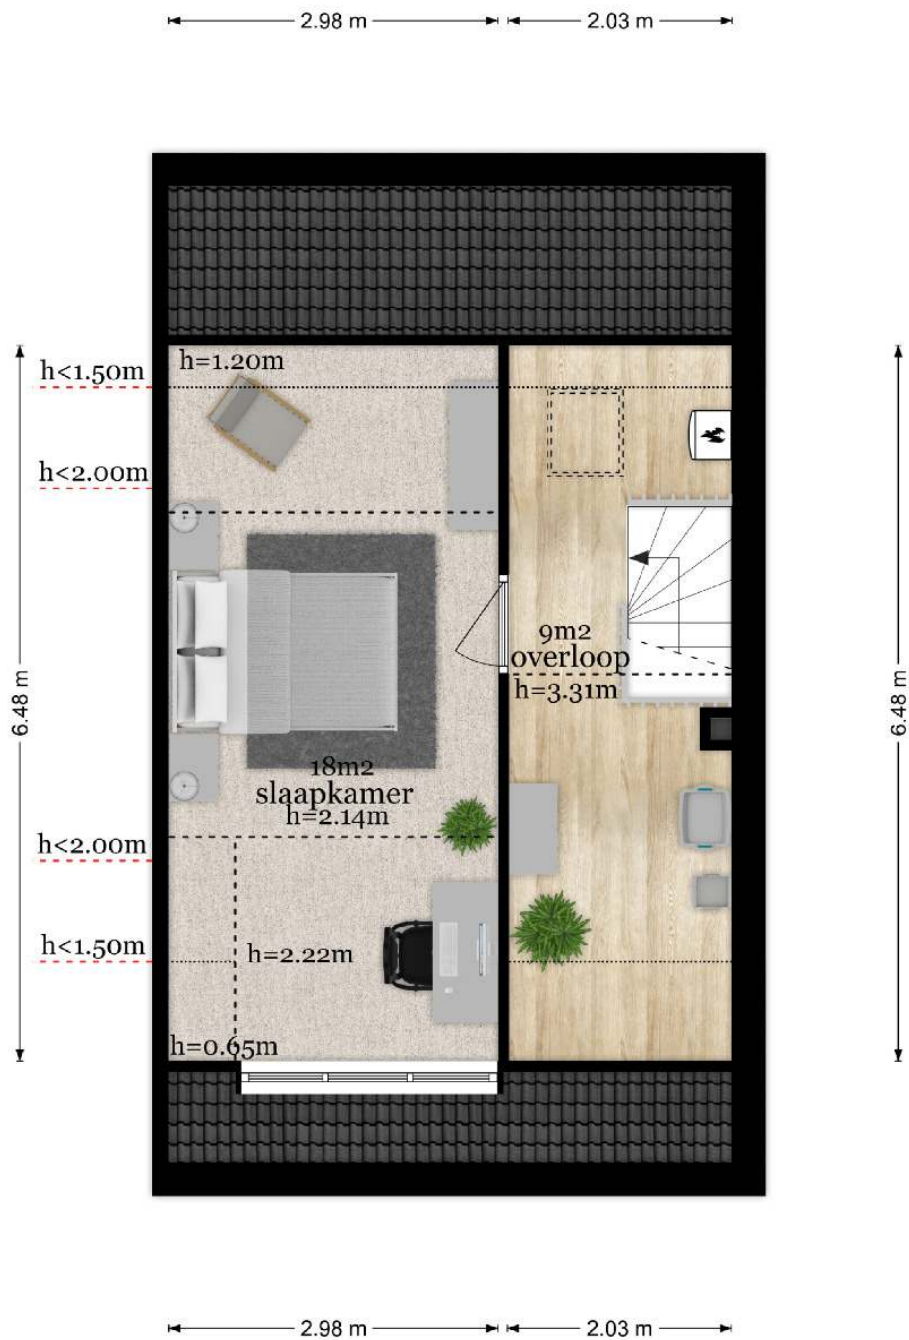 2.98 m
2.03 m
h=1.20m
h<1.50m
h<2.00m
6.48 m
6.48 m
9m2
overloop
h=3.31m
18m2
slaapkamer
h=2.14m
h<2.00m
h<1.50m
h=2.22m
h=0.65m
2.98 m
2.03 m